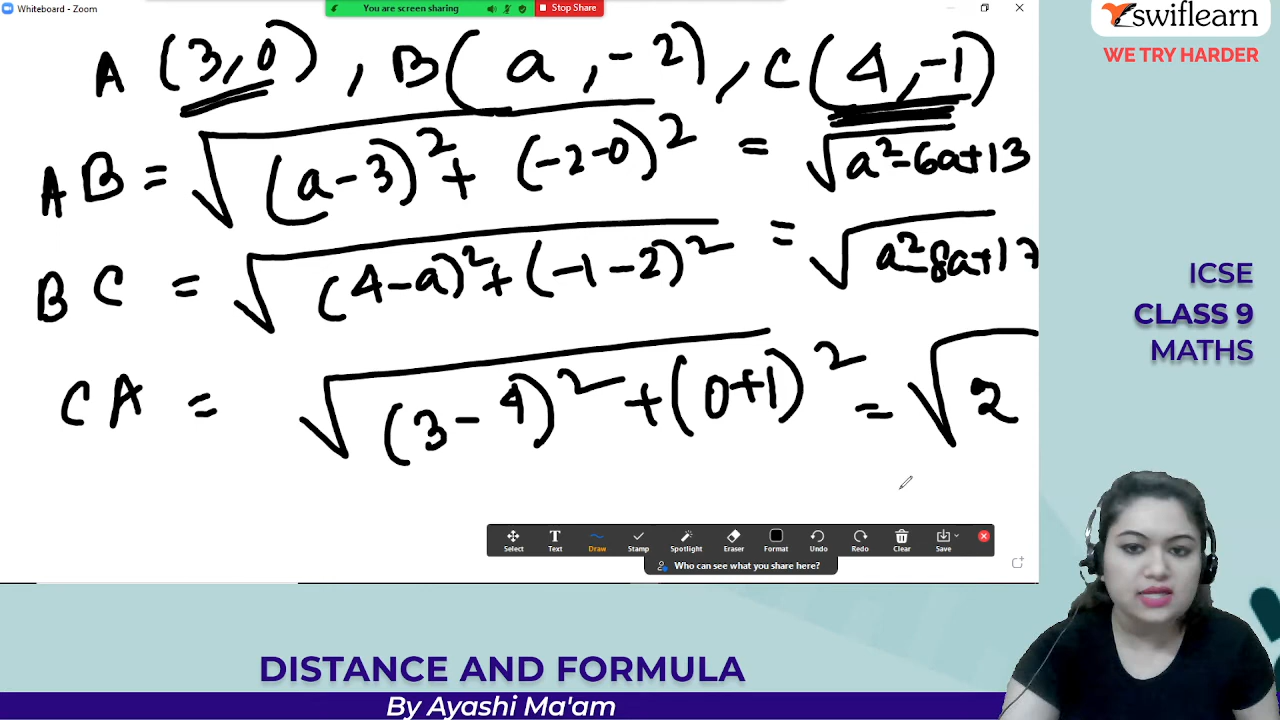 Whiteboard - Zoom
You are screen sharing
Stop Share
swiflearn
WE TRY HARDER
A (3,0), B(a,-2), C(4,-1)
AB = √(a-3)²+ (-2-0)² = √a²-6a+13
BC = √(4-a)²+(-1-2)² = √a²-8a+17
CA = √(3-4)²+(0+1)² = √2
ICSE
CLASS 9
MATHS
Select Text Draw Stamp Spotlight Eraser Format Undo Redo Clear Save
Who can see what you share here?
DISTANCE AND FORMULA
By Ayashi Ma'am